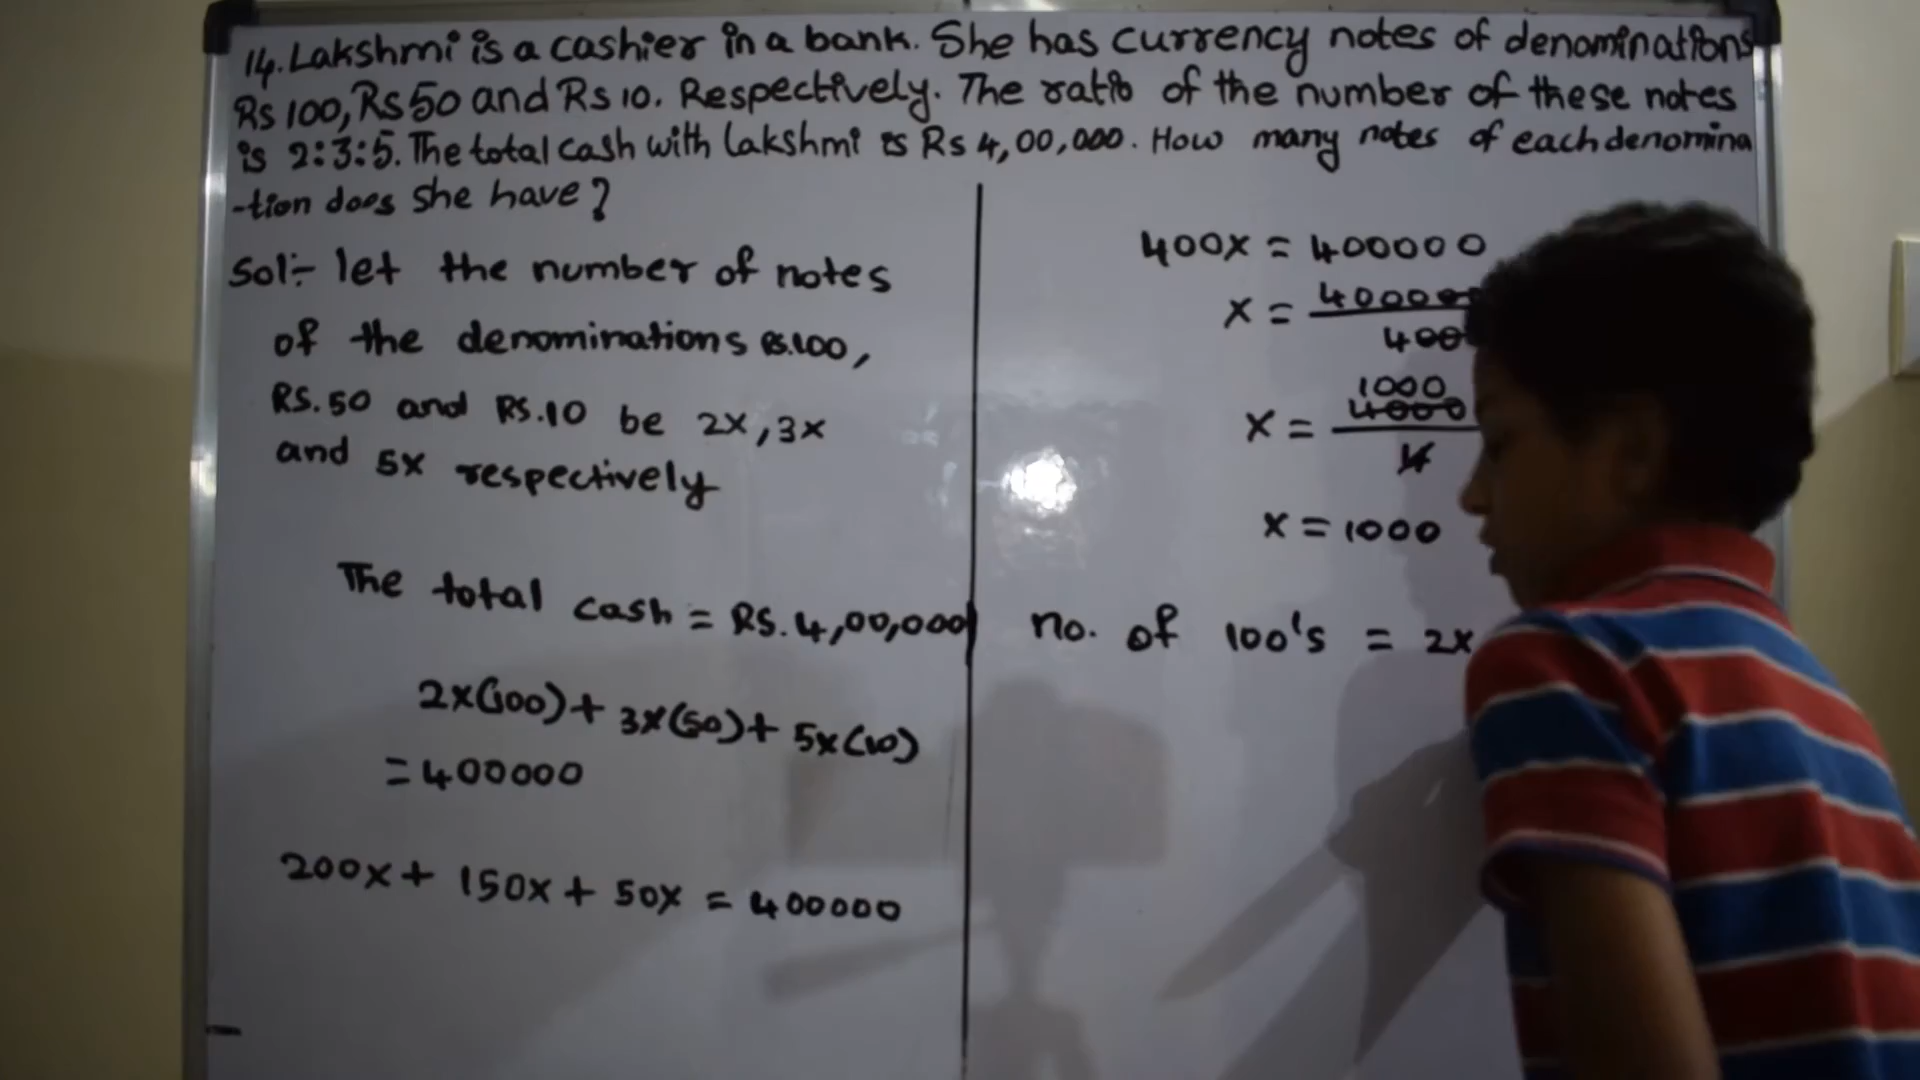 14. Lakshmi is a cashier in a bank. She has currency notes of denominations
Rs 100, Rs 50 and Rs 10. Respectively. The ratio of the number of these notes
is 2:3:5. The total cash with Lakshmi is Rs 4,00,000. How many notes of each denomina
-tion does she have?
Sol:- let the number of notes
of the denominations Rs.100,
RS.50 and RS.10 be 2x, 3x
and 5x respectively
The total cash = RS. 4,00,000
2x(100) + 3x(50) + 5x(10)
= 400000
200x + 150x + 50x = 400000
400x = 400000
x = 40000
400
x = 1000
4000
4
x = 1000
no. of 100's = 2x